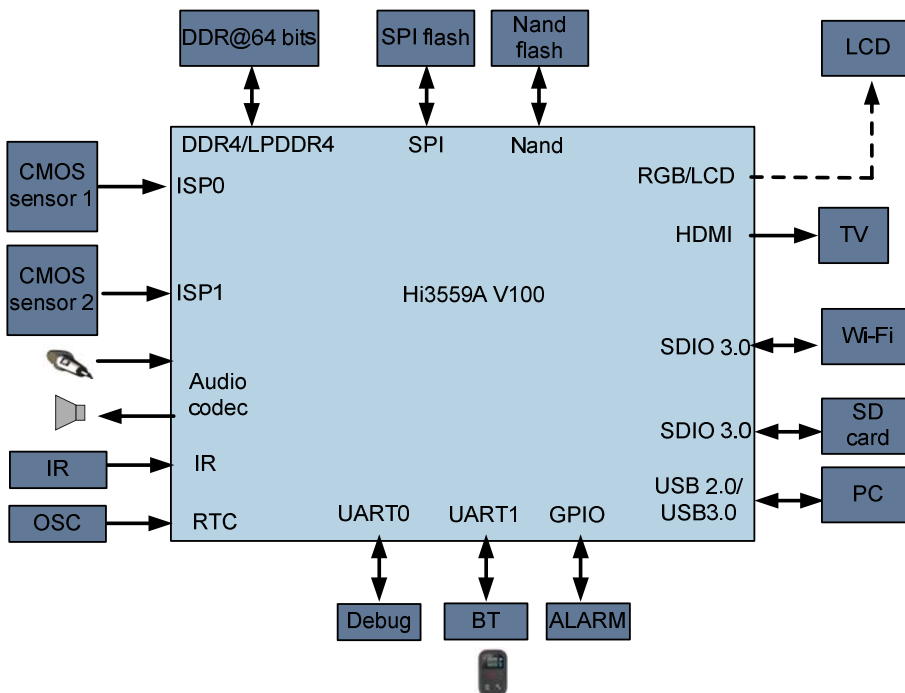 DDR@64 bits
SPI flash
Nand
flash
LCD
DDR4/LPDDR4
SPI
Nand
CMOS
sensor 1
ISP0
RGB/LCD
HDMI
TV
CMOS
sensor 2
ISP1
Hi3559A V100
SDIO 3.0
Wi-Fi
Audio
codec
SDIO 3.0
SD
card
IR
IR
USB 2.0/
USB3.0
PC
OSC
RTC
UART0
UART1
GPIO
Debug
BT
ALARM